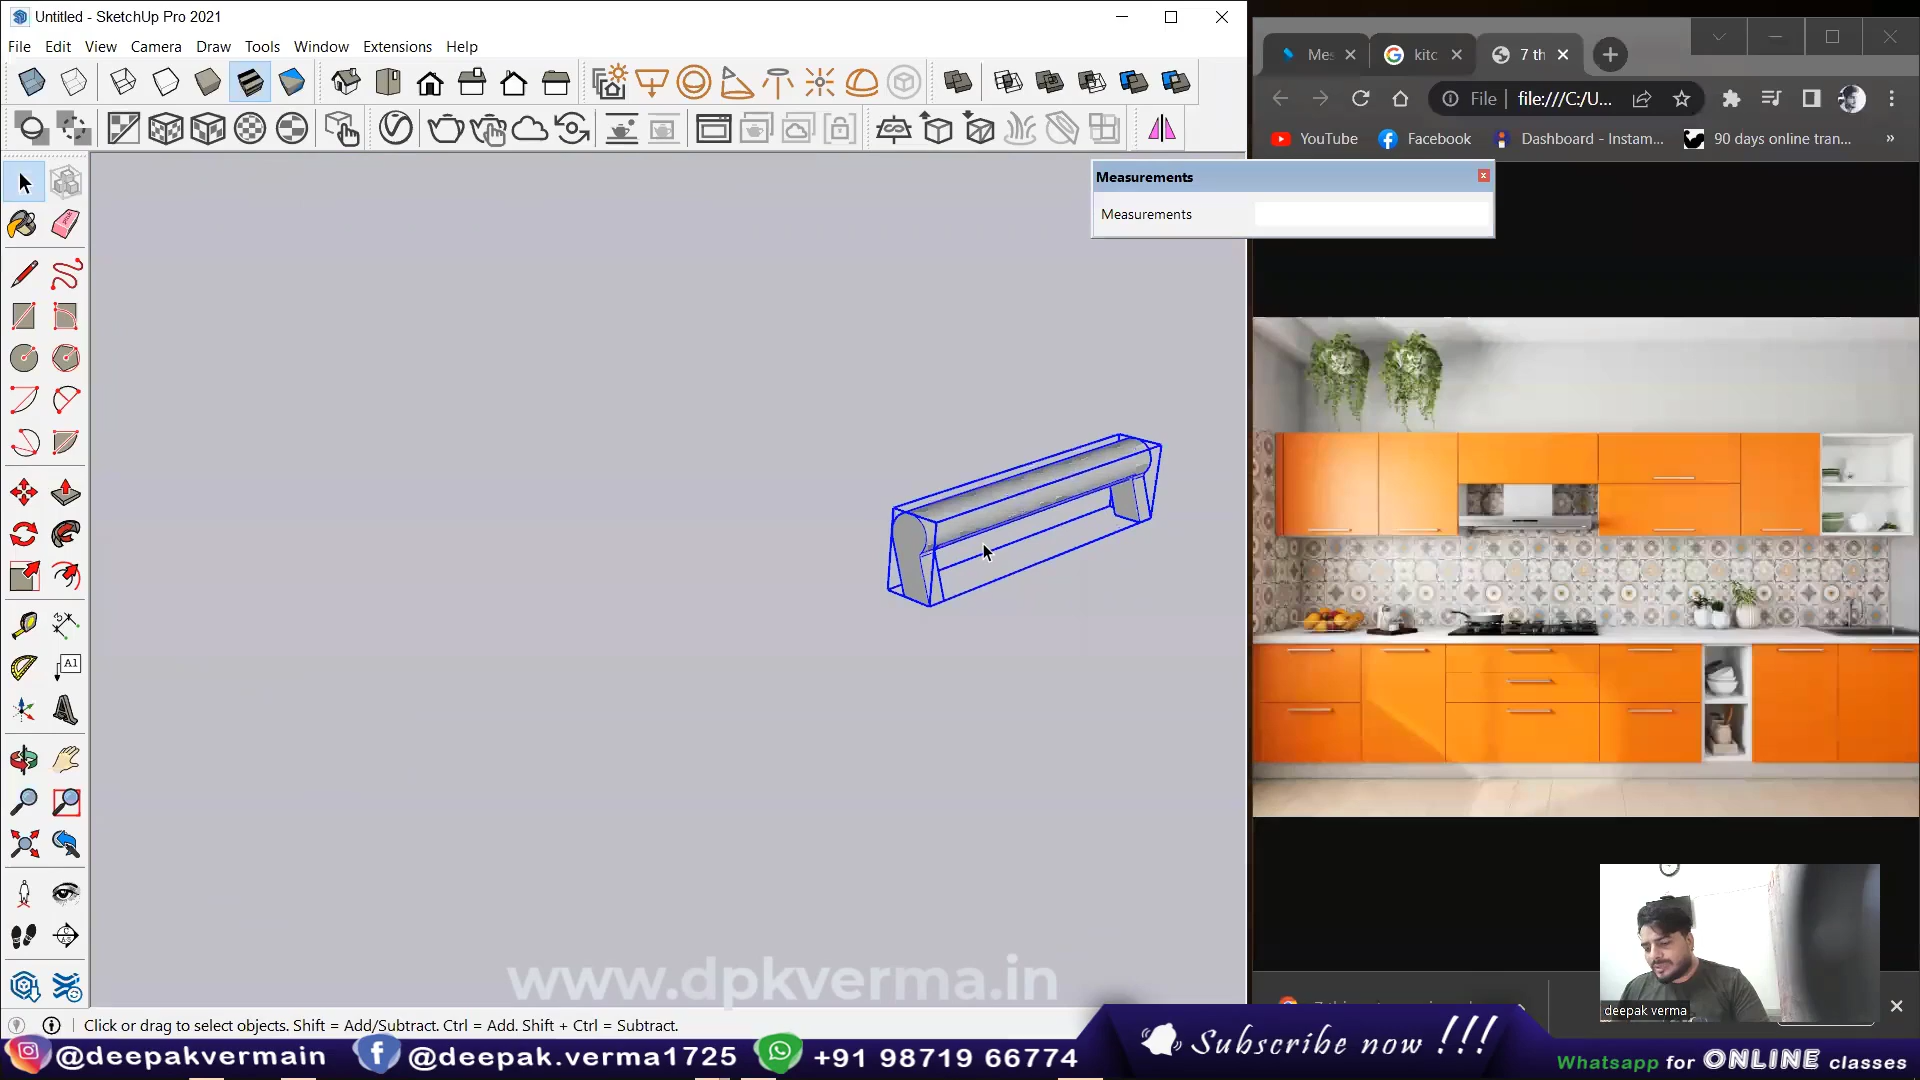 Untitled - SketchUp Pro 2021
File Edit View Camera Draw Tools Window Extensions Help
Measurements
Measurements
Click or drag to select objects. Shift = Add/Subtract. Ctrl = Add. Shift + Ctrl = Subtract.
www.dpkverma.in
kitc
7 th
File
file:///C:/U...
YouTube
Facebook
Dashboard - Instam...
90 days online tran...
»
deepak verma
@deepakvermain
@deepak.verma1725
+91 98719 66774
Subscribe now !!!
Whatsapp for ONLINE classes
A1